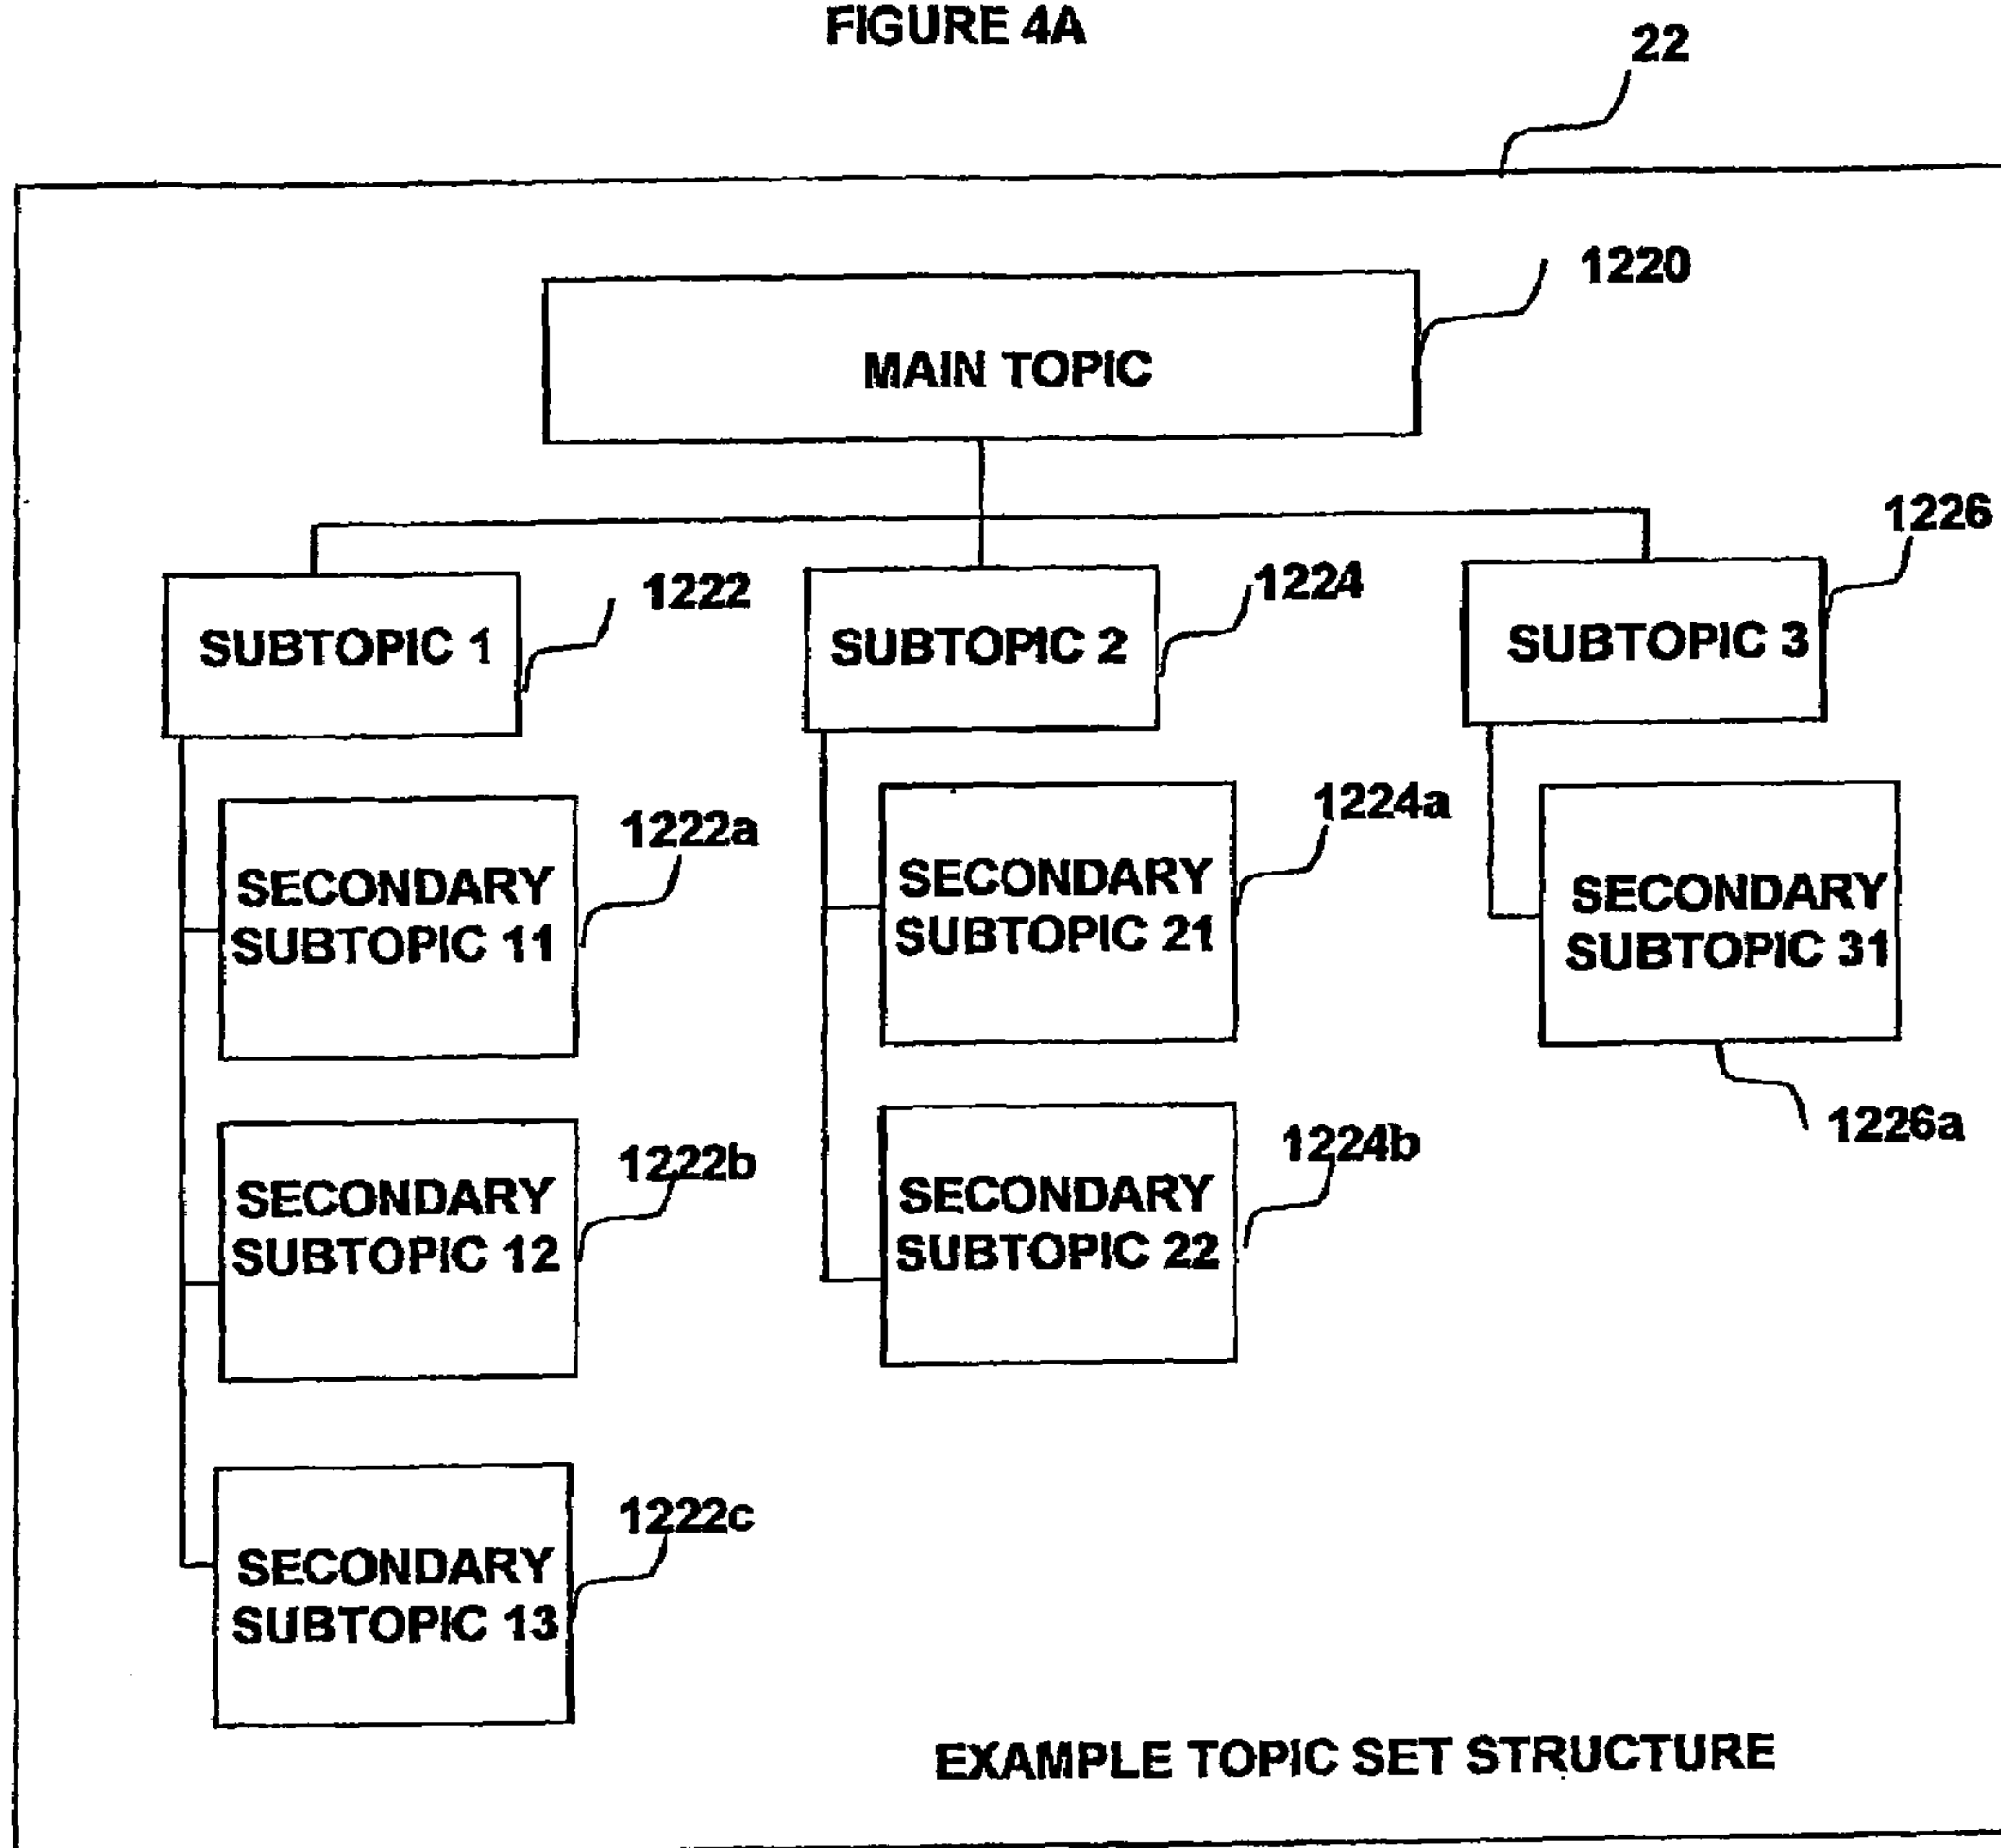 FIGURE 4A
22
1220
MAIN TOPIC
1222
1224
1226
SUBTOPIC 1
SUBTOPIC 2
SUBTOPIC 3
1222a
SECONDARY
SUBTOPIC 11
1222b
SECONDARY
SUBTOPIC 12
1222c
SECONDARY
SUBTOPIC 13
1224a
SECONDARY
SUBTOPIC 21
1224b
SECONDARY
SUBTOPIC 22
SECONDARY
SUBTOPIC 31
1226a
EXAMPLE TOPIC SET STRUCTURE